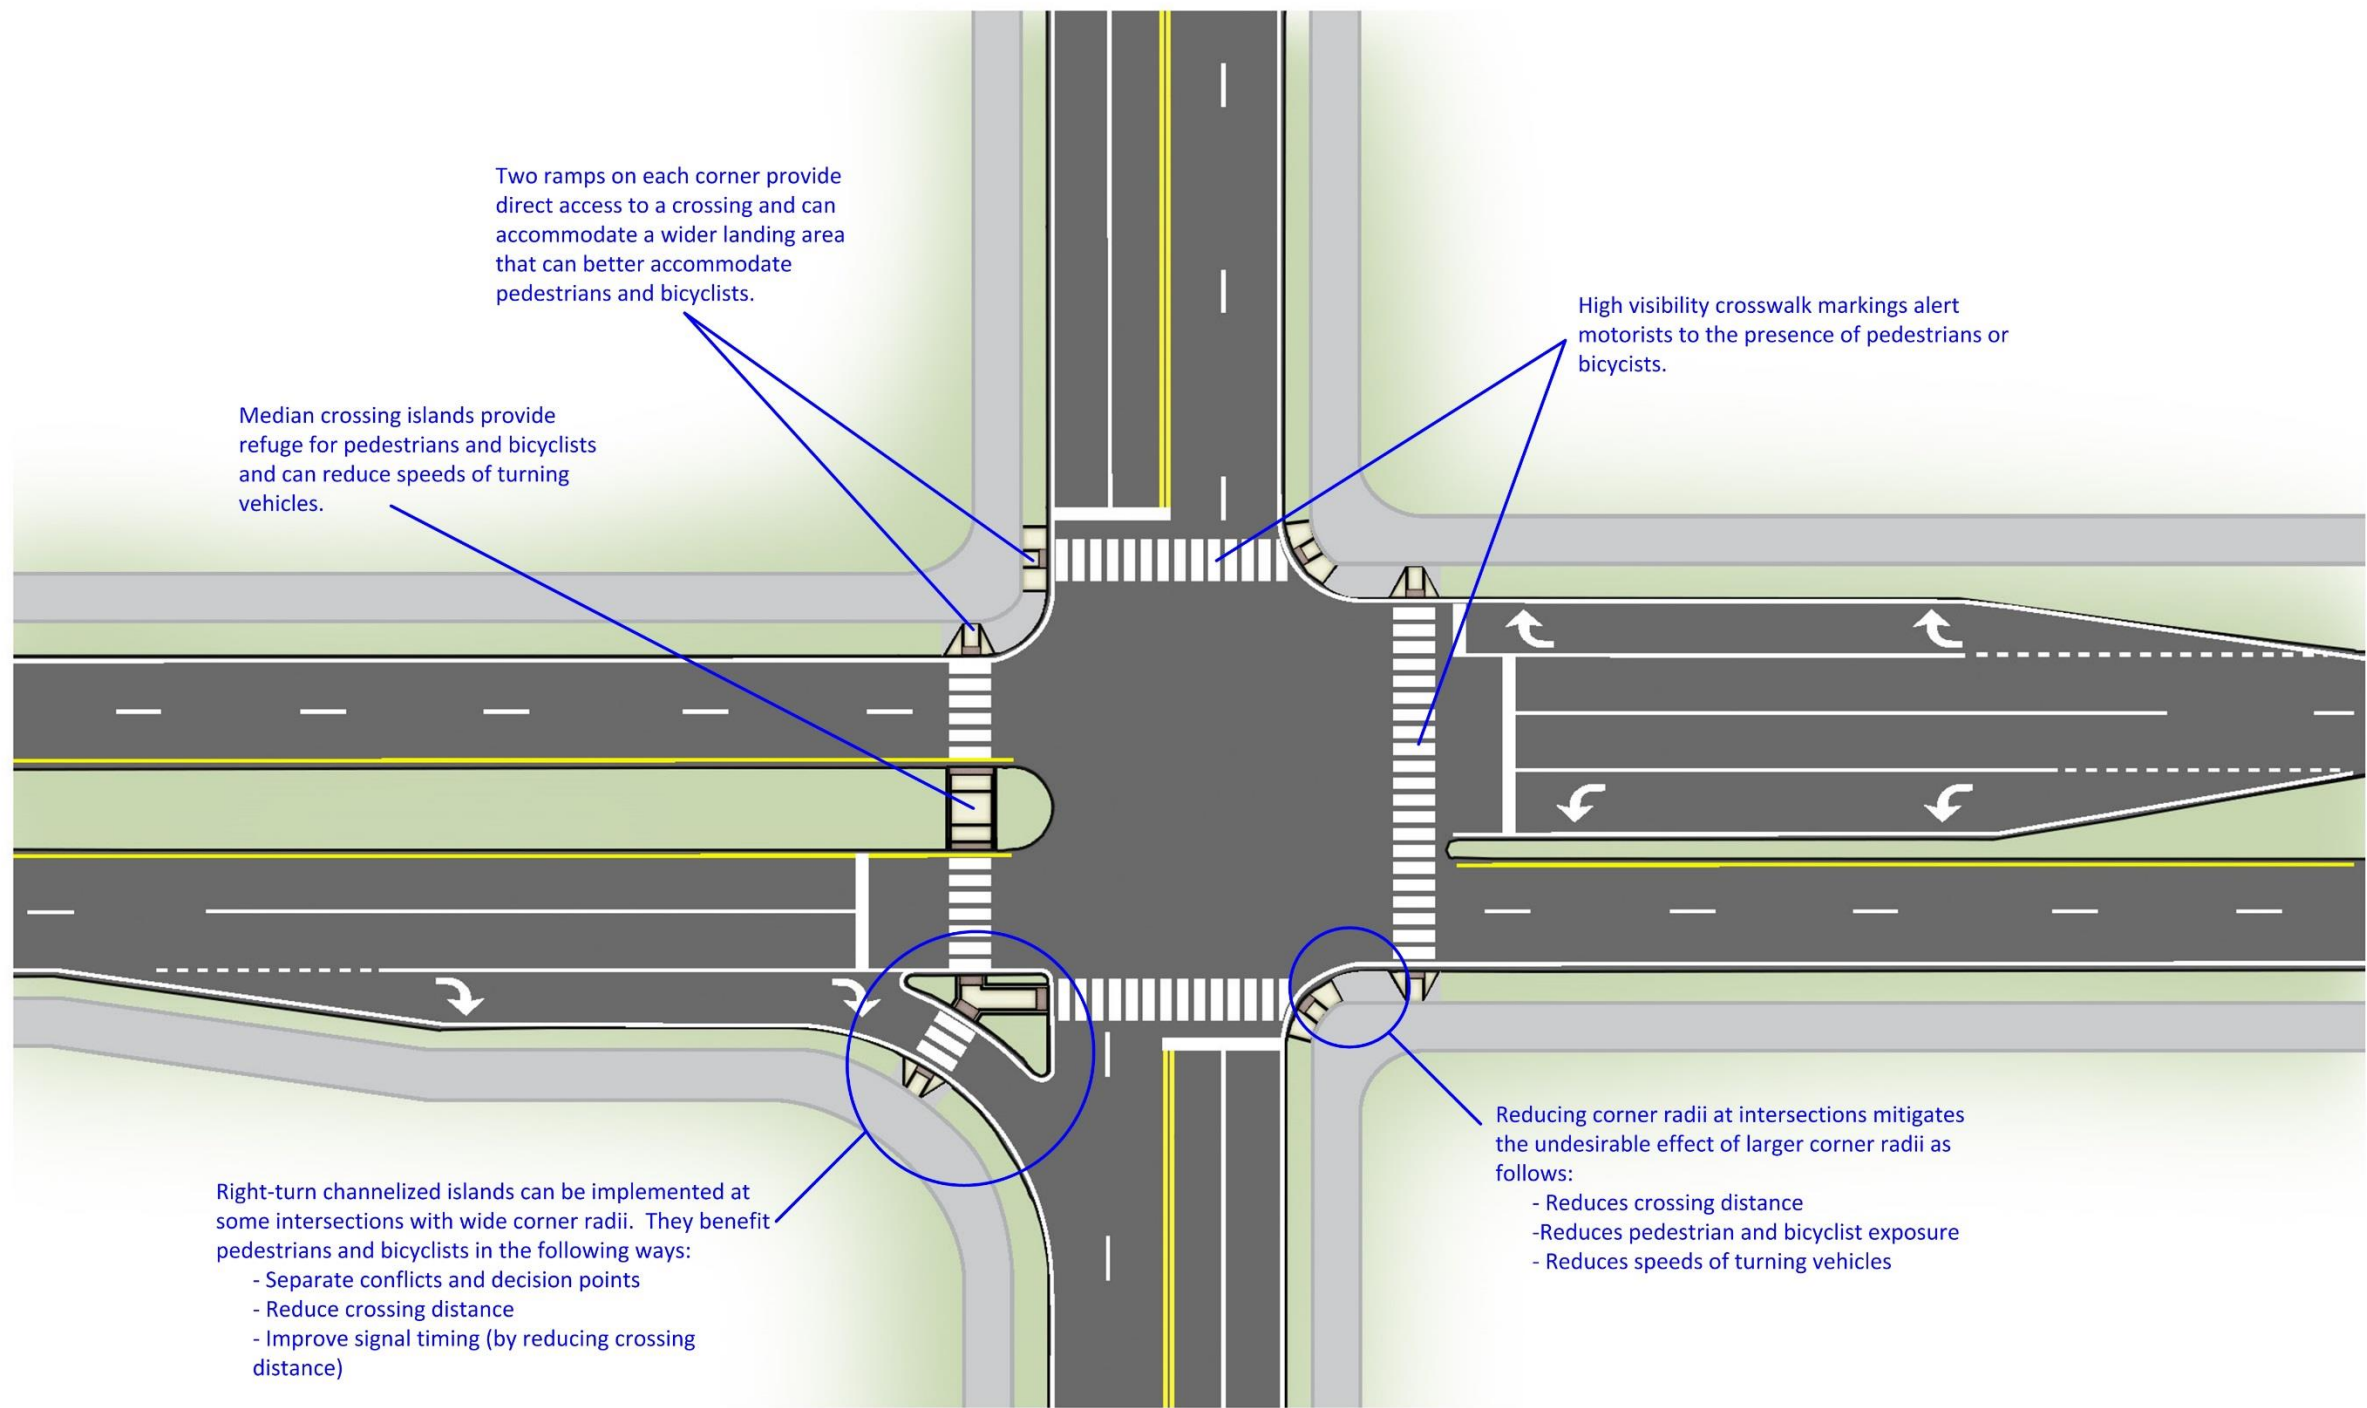 Two ramps on each corner provide
direct access to a crossing and can
accommodate a wider landing area
that can better accommodate
pedestrians and bicyclists.
High visibility crosswalk markings alert
motorists to the presence of pedestrians or
bicycists.
Median crossing islands provide
refuge for pedestrians and bicyclists
and can reduce speeds of turning
vehicles.
Right-turn channelized islands can be implemented at
some intersections with wide corner radii.  They benefit
pedestrians and bicyclists in the following ways:
- Separate conflicts and decision points
- Reduce crossing distance
- Improve signal timing (by reducing crossing
distance)
Reducing corner radii at intersections mitigates
the undesirable effect of larger corner radii as
follows:
- Reduces crossing distance
-Reduces pedestrian and bicyclist exposure
- Reduces speeds of turning vehicles